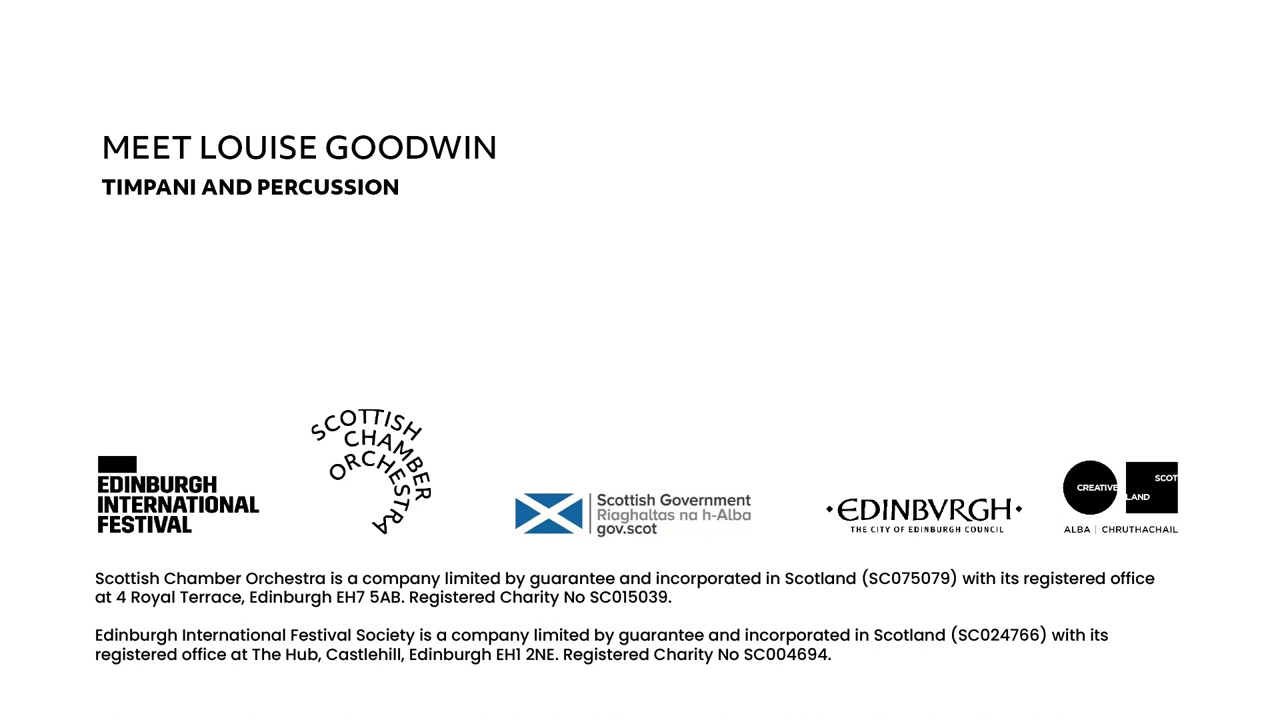 MEET LOUISE GOODWIN
TIMPANI AND PERCUSSION
EDINBURGH
INTERNATIONAL
FESTIVAL
SCOTTISH
CHAMBER
ORCHESTRA
Scottish Government
Riaghaltas na h-Alba
gov.scot
·EDINBVRGH·
THE CITY OF EDINBURGH COUNCIL
CREATIVE SCOT
LAND
ALBA | CHRUTHACHAIL
Scottish Chamber Orchestra is a company limited by guarantee and incorporated in Scotland (SC075079) with its registered office
at 4 Royal Terrace, Edinburgh EH7 5AB. Registered Charity No SC015039.
Edinburgh International Festival Society is a company limited by guarantee and incorporated in Scotland (SC024766) with its
registered office at The Hub, Castlehill, Edinburgh EH1 2NE. Registered Charity No SC004694.